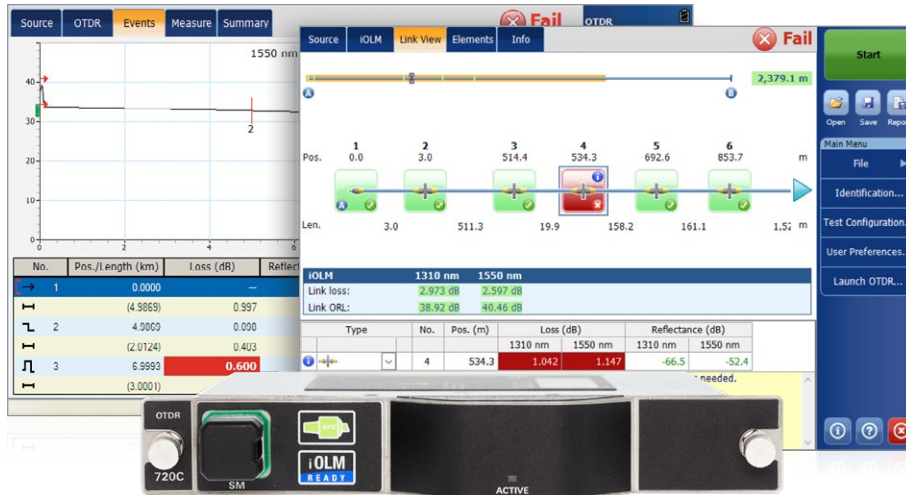 Source OTDR Events Measure Summary
Fail OTDR
1550 nm
40
30
20
10
0
0 2 4 6
2
No. Pos./Length (km) Loss (dB)
1 0.0000 --
(4.9869) 0.997
2 4.9869 0.098
(2.0124) 0.403
3 6.9993 0.600
(3.0001)
Source iOLM Link View Elements Info
Fail
2,379.1 m
A B
1 2 3 4 5 6
Pos. 0.0 3.0 514.4 534.3 692.6 853.7 m
A
Len. 3.0 511.3 19.9 158.2 161.1 m
iOLM 1310 nm 1550 nm
Link loss: 2.973 dB 2.597 dB
Link ORL: 38.92 dB 40.46 dB
Type No. Pos. (m) Loss (dB) Reflectance (dB)
1310 nm 1550 nm 1310 nm 1550 nm
4 534.3 1.042 1.147 -66.5 -52.4
needed.
Start
Open Save
Main Menu
File
Identification...
Test Configuration.
User Preferences..
Launch OTDR...
OTDR
720C
SM
iOLM
READY
ACTIVE